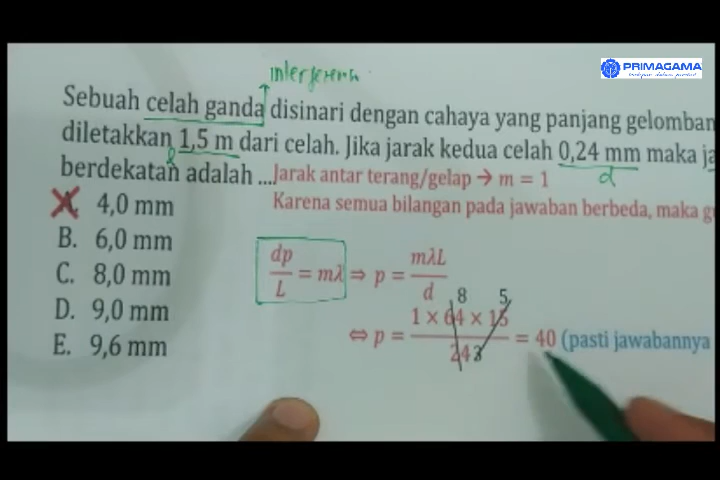 PRIMAGAMA
interferensi
Sebuah celah ganda disinari dengan cahaya yang panjang gelomban
diletakkan 1,5 m dari celah. Jika jarak kedua celah 0,24 mm maka ja
l
d
berdekatan adalah .... Jarak antar terang/gelap → m = 1
Karena semua bilangan pada jawaban berbeda, maka g
X 4,0 mm
B. 6,0 mm
C. 8,0 mm
D. 9,0 mm
E. 9,6 mm
dp/L = mλ ⇒ p = mλL/d
8 5
⇔ p = 1 × 64 × 15 / 24 3 = 40 (pasti jawabannya